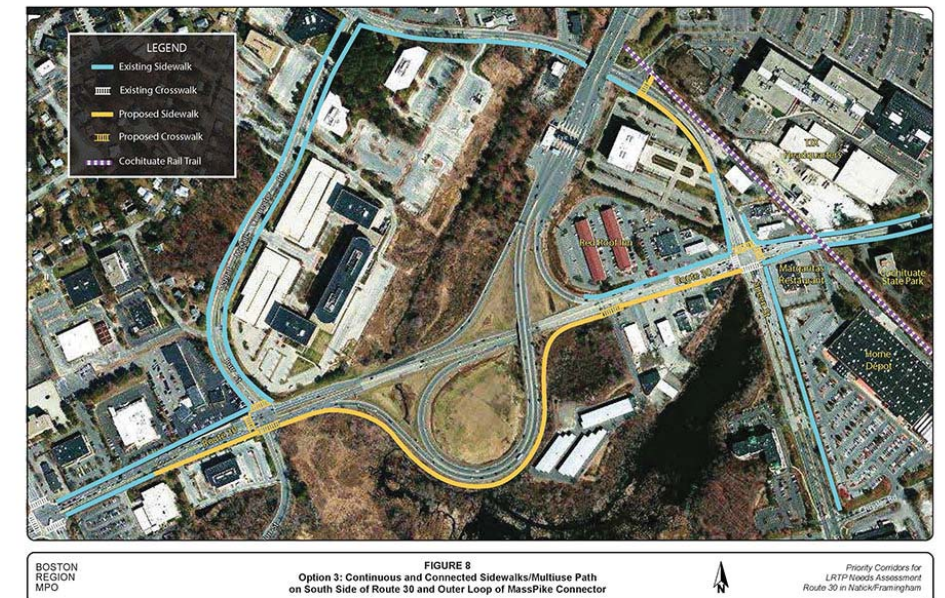 LEGEND
Existing Sidewalk
Existing Crosswalk
Proposed Sidewalk
Proposed Crosswalk
Cochituate Rail Trail
TJX
Headquarters
Red Roof Inn
Route 30
Margaritas
Restaurant
Cochituate
State Park
Home
Depot
BOSTON
REGION
MPO
FIGURE 8
Option 3: Continuous and Connected Sidewalks/Multiuse Path
on South Side of Route 30 and Outer Loop of MassPike Connector
N
Priority Corridors for
LRTP Needs Assessment
Route 30 in Natick/Framingham